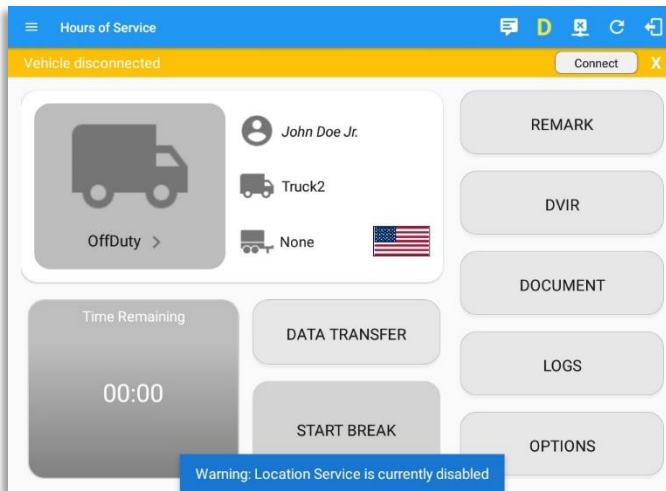 Hours of Service
D
Vehicle disconnected
Connect
X
John Doe Jr.
Truck2
OffDuty >
None
REMARK
DVIR
DOCUMENT
LOGS
OPTIONS
Time Remaining
00:00
DATA TRANSFER
START BREAK
Warning: Location Service is currently disabled